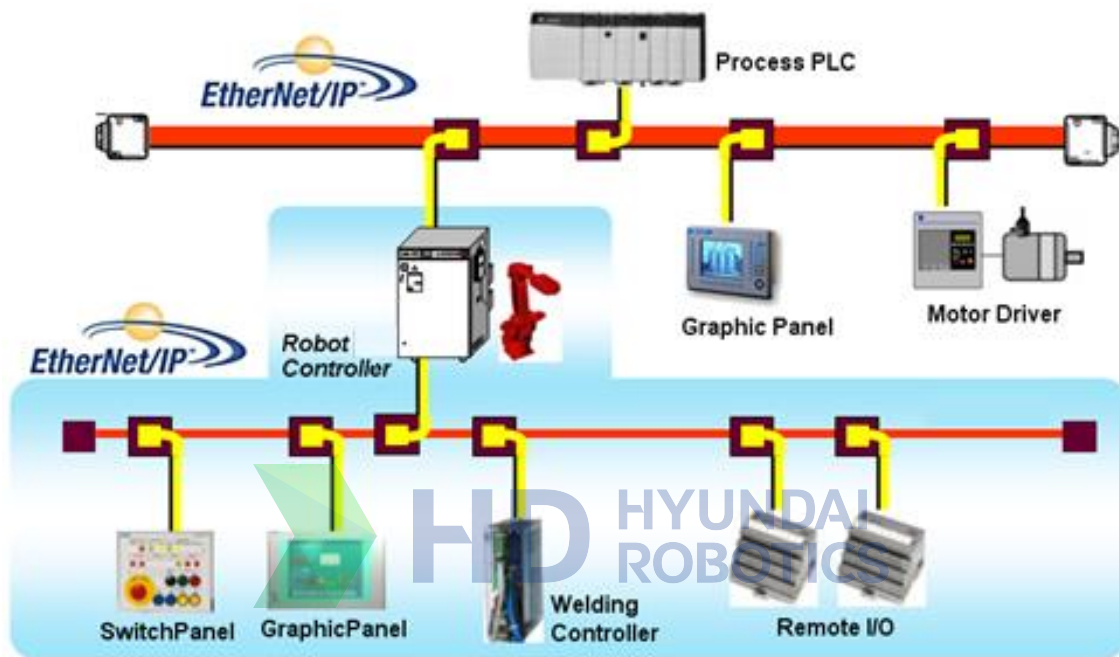 Process PLC
EtherNet/IP
Graphic Panel
Motor Driver
Robot
Controller
EtherNet/IP
HD HYUNDAI
ROBOTICS
SwitchPanel
GraphicPanel
Welding
Controller
Remote I/O